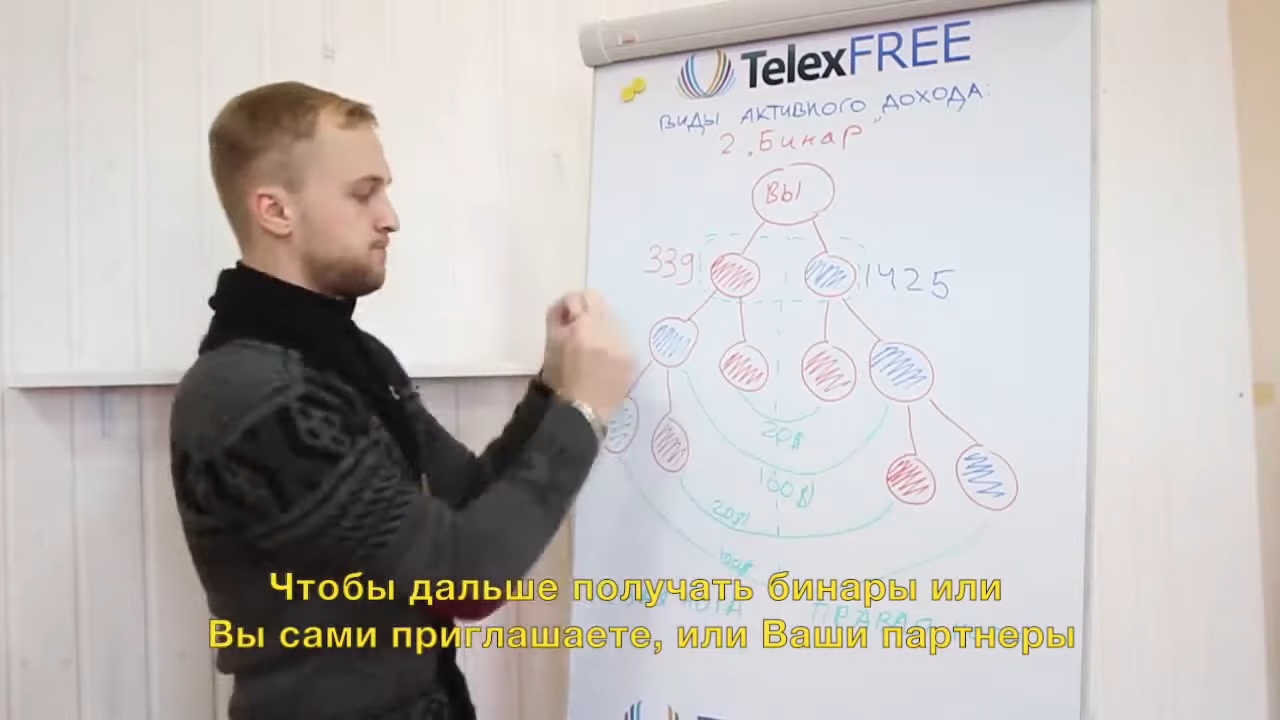 TelexFREE
ВИДЫ АКТИВНОГО ДОХОДА:
2. „Бинар"
ВЫ
339
1425
20$
100$
20$
100$
ПРАВАЯ
Чтобы дальше получать бинары или
Вы сами приглашаете, или Ваши партнеры